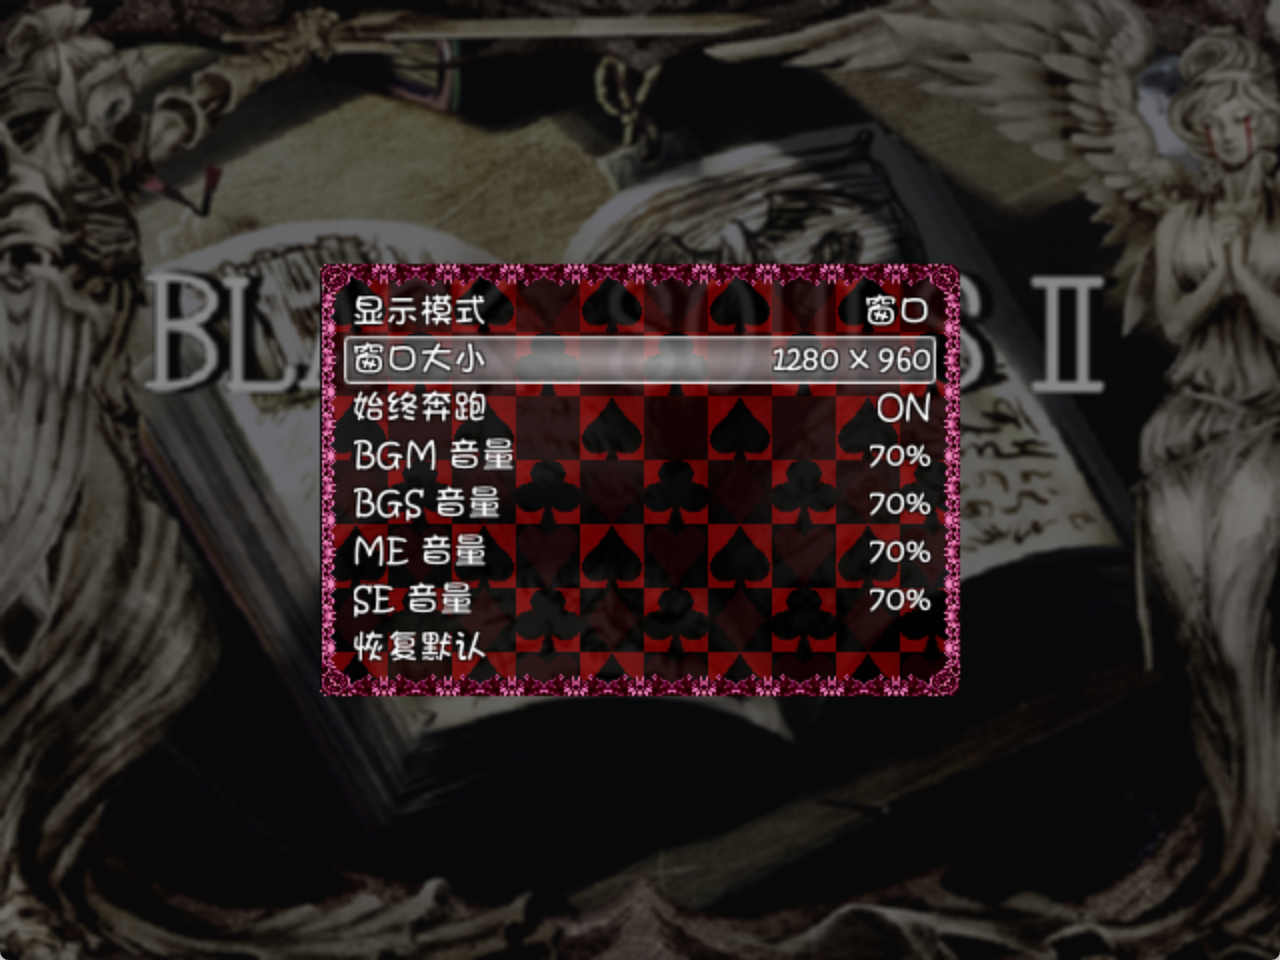 BL SOULS II
显示模式 窗口
窗口大小 1280 × 960
始终奔跑 ON
BGM 音量 70%
BGS 音量 70%
ME 音量 70%
SE 音量 70%
恢复默认